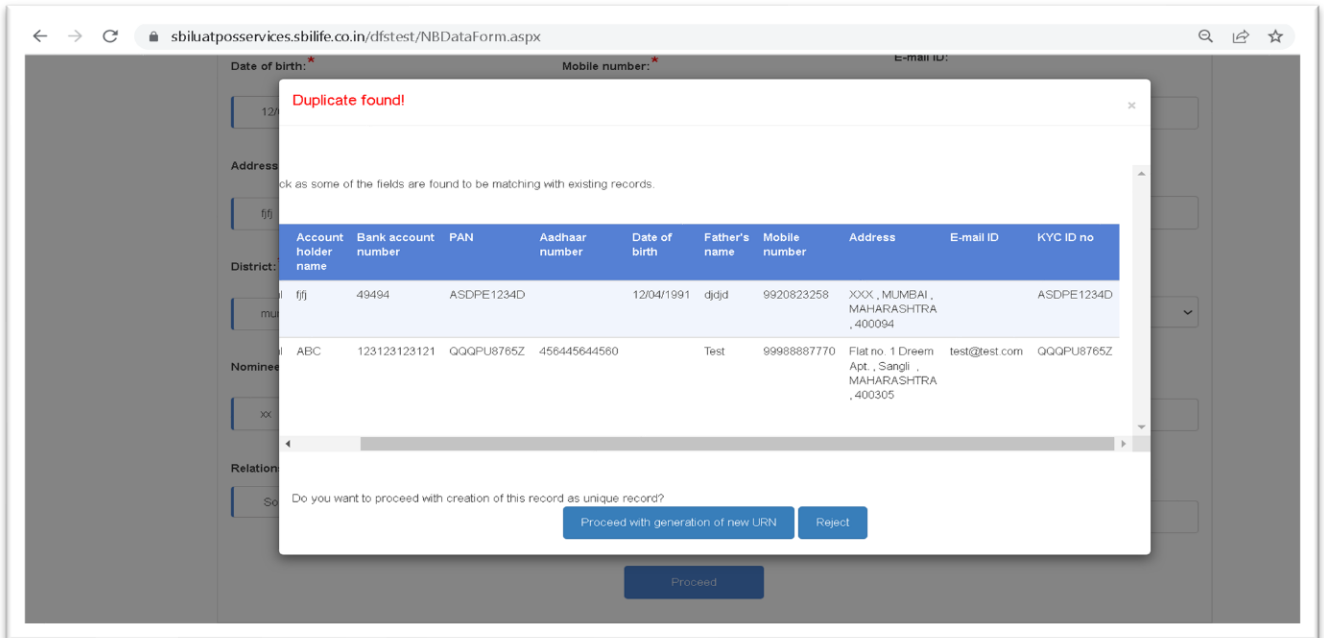 sbiluatposservices.sbilife.co.in/dfstest/NBDataForm.aspx
Date of birth:* Mobile number:* E-mail ID:
Duplicate found! ×
12/
Address
ck as some of the fields are found to be matching with existing records.
fjfj
Account holder name Bank account number PAN Aadhaar number Date of birth Father's name Mobile number Address E-mail ID KYC ID no
District:
fjfj 49494 ASDPE1234D 12/04/1991 djdjd 9920823258 XXX , MUMBAI , MAHARASHTRA , 400094 ASDPE1234D
mu
ABC 123123123121 QQQPU8765Z 456445644560 Test 99988887770 Flat no. 1 Dreem Apt. , Sangli , MAHARASHTRA , 400305 test@test.com QQQPU8765Z
Nominee
xx
Relation
So
Do you want to proceed with creation of this record as unique record?
Proceed with generation of new URN Reject
Proceed